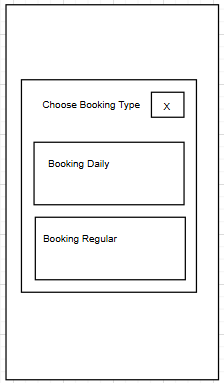 Choose Booking Type
X
Booking Daily
Booking Regular